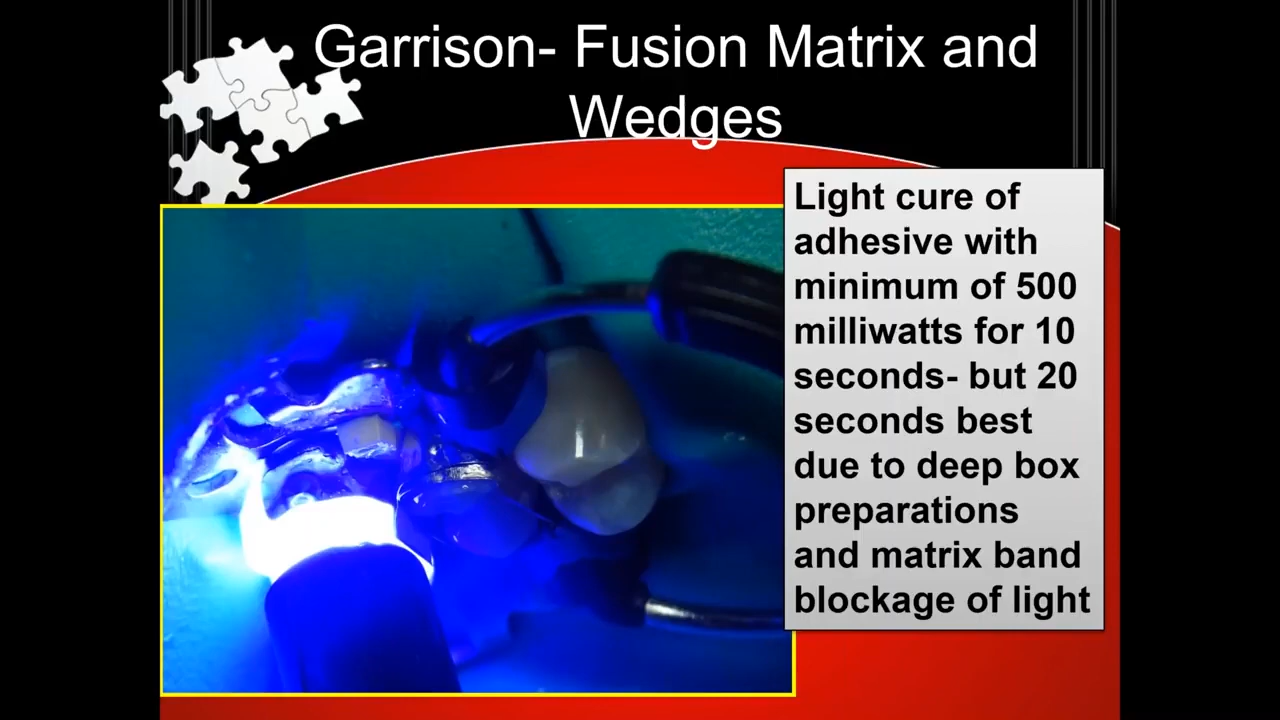 Garrison- Fusion Matrix and
Wedges
Light cure of
adhesive with
minimum of 500
milliwatts for 10
seconds- but 20
seconds best
due to deep box
preparations
and matrix band
blockage of light